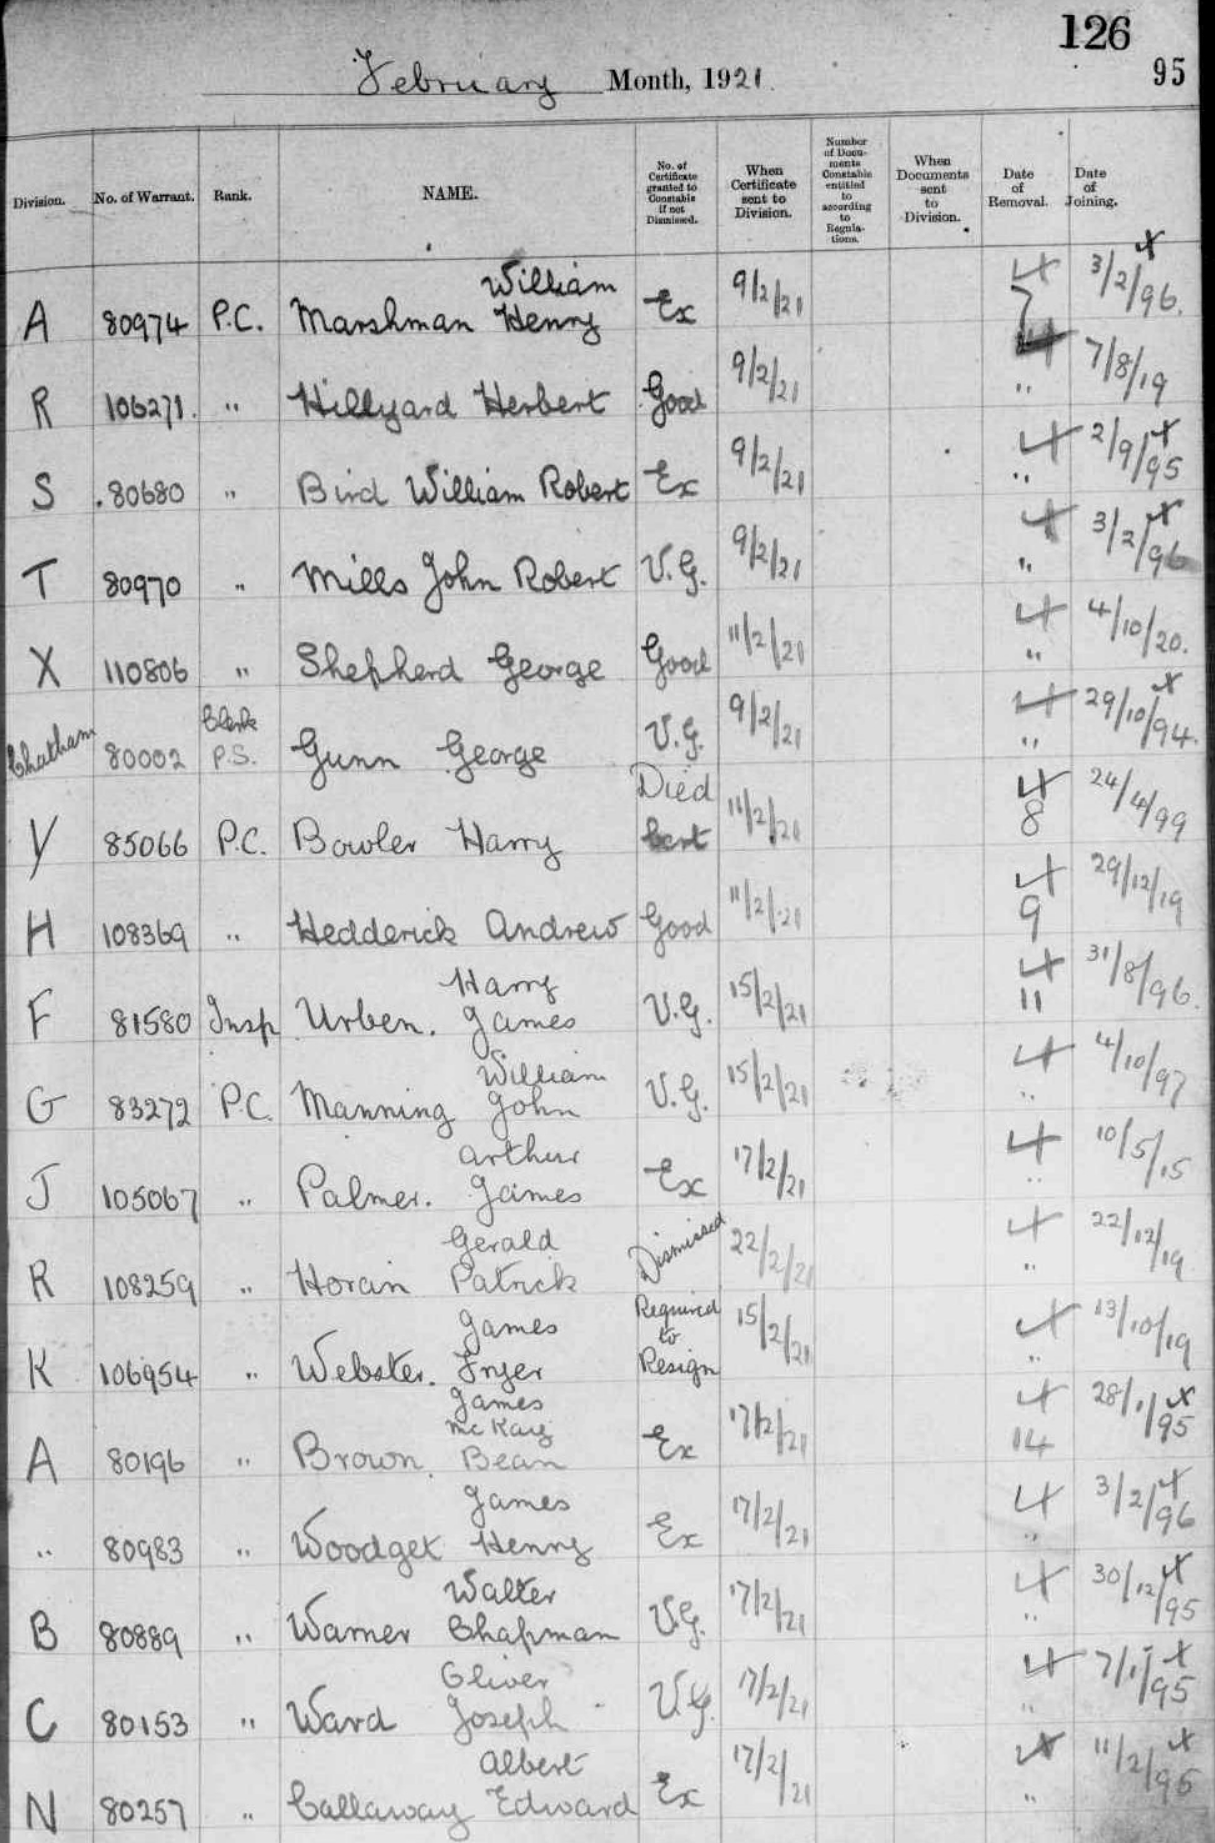 126
95
February Month, 1921.
Division. No. of Warrant. Rank. NAME. No. of Certificate granted to Constable if not Dismissed. When Certificate sent to Division. Number of Documents Constable entitled to according to Regulations. When Documents sent to Division. Date of Removal. Date of Joining.
A 80974 P.C. Marshman William Henry Ex 9/2/21 4 7 3/2/96. x
R 106271. " Hillyard Herbert Good 9/2/21 4 " 7/8/19
S 80680 " Bird William Robert Ex 9/2/21 4 " 2/9/95 x
T 80970 " Mills John Robert V.G. 9/2/21 4 " 3/2/96 x
X 110806 " Shepherd George Good 11/2/21 4 " 4/10/20.
Chatham 80002 Clerk P.S. Gunn George V.G. 9/2/21 4 " 29/10/94. x
Y 85066 P.C. Bowler Harry Died cert 11/2/21 4 8 24/4/99
H 108369 " Hedderick Andrew Good 11/2/21 4 9 29/12/19
F 81580 Insp Urben. Harry James V.G. 15/2/21 4 11 31/8/96.
G 83272 P.C. Manning William John V.G. 15/2/21 4 " 4/10/97
J 105067 " Palmer. Arthur James Ex 17/2/21 4 " 10/5/15
R 108259 " Horan Gerald Patrick Dismissed 22/2/21 4 " 22/12/19
K 106954 " Webster. James Fryer Required to Resign 15/2/21 4 " 13/10/19
A 80196 " Brown. James McKay Bean Ex 17/2/21 4 14 28/1/95 x
" 80983 " Woodget James Henry Ex 17/2/21 4 " 3/2/96 x
B 80889 " Warner Walter Chapman V.G. 17/2/21 4 " 30/12/95 x
C 80153 " Ward Oliver Joseph V.G. 17/2/21 4 " 7/1/95 x
N 80257 " Callaway Albert Edward Ex 17/2/21 4 " 11/2/95 x